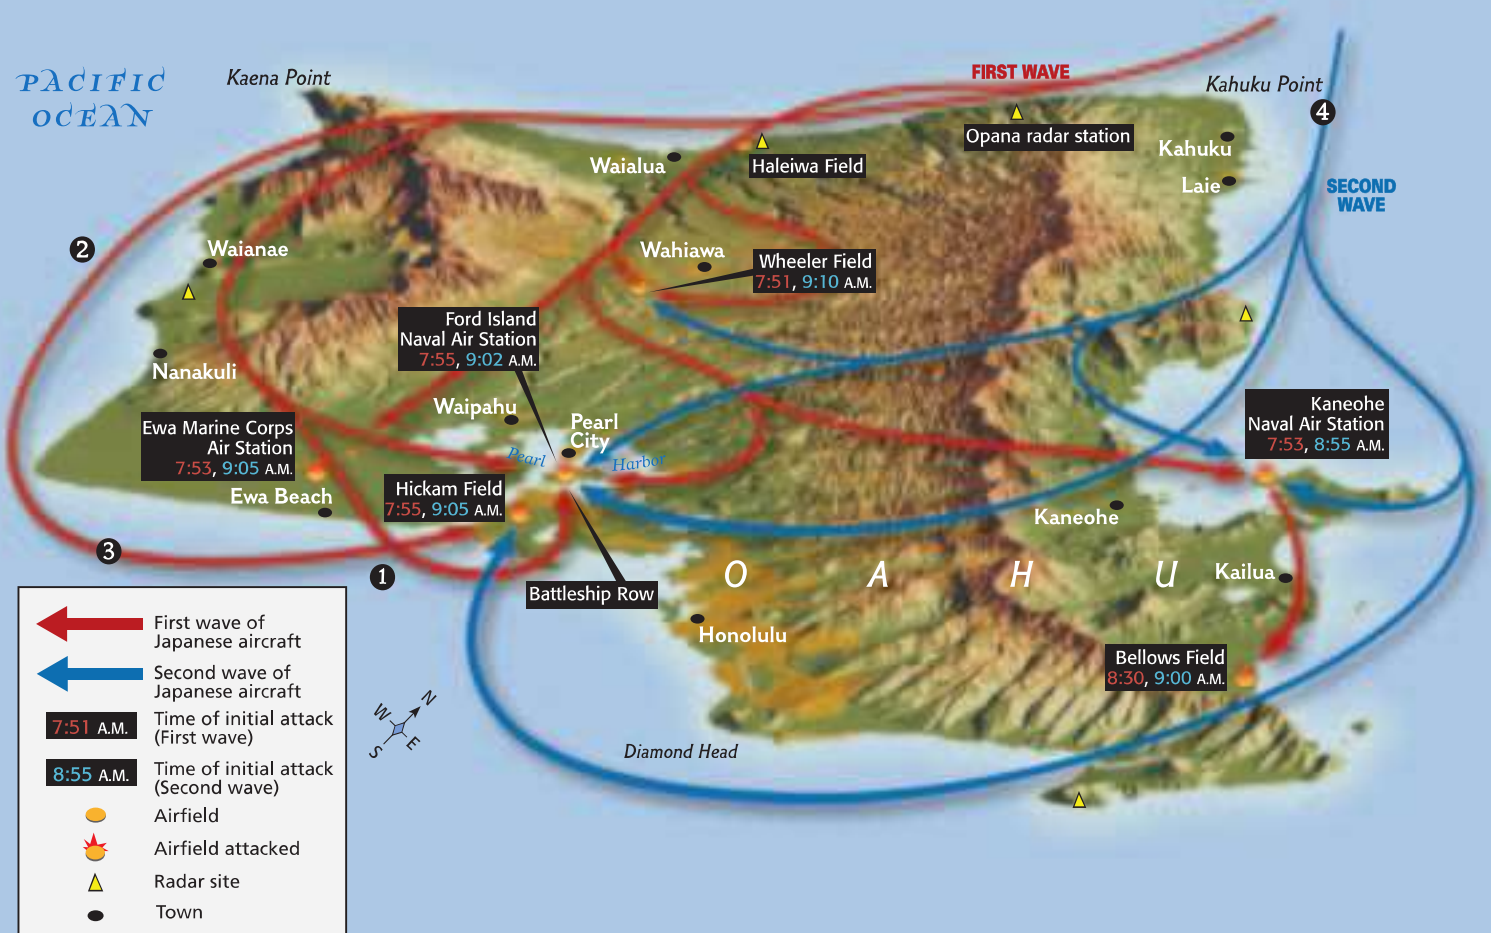 PACIFIC
OCEAN
Kaena Point
FIRST WAVE
Kahuku Point
4
Opana radar station
Kahuku
Waialua
Haleiwa Field
Laie
SECOND
WAVE
2
Waianae
Wahiawa
Wheeler Field
7:51, 9:10 A.M.
Ford Island
Naval Air Station
7:55, 9:02 A.M.
Nanakuli
Waipahu
Pearl
City
Kaneohe
Naval Air Station
7:53, 8:55 A.M.
Ewa Marine Corps
Air Station
7:53, 9:05 A.M.
Pearl Harbor
Ewa Beach
Hickam Field
7:55, 9:05 A.M.
Kaneohe
3
1
OAHU
Kailua
Battleship Row
Honolulu
Bellows Field
8:30, 9:00 A.M.
Diamond Head
N
W
E
S
First wave of
Japanese aircraft
Second wave of
Japanese aircraft
7:51 A.M. Time of initial attack
(First wave)
8:55 A.M. Time of initial attack
(Second wave)
Airfield
Airfield attacked
Radar site
Town